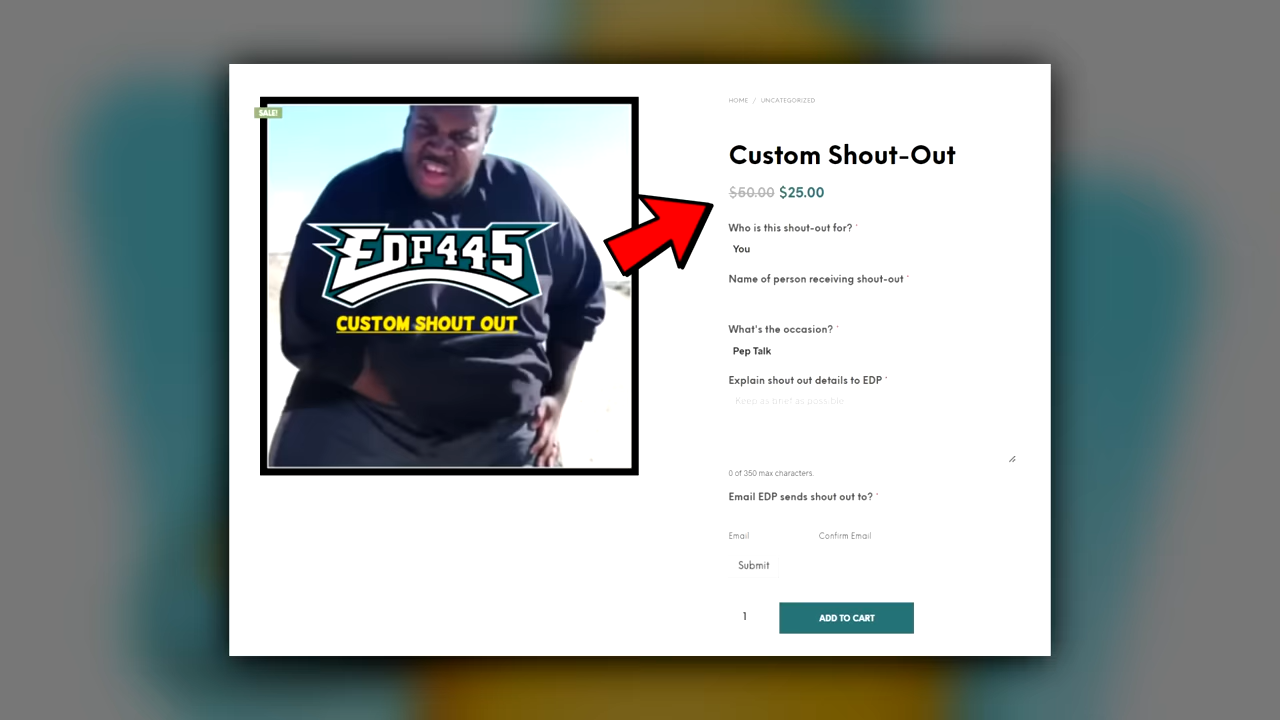 SALE!
EDP445
CUSTOM SHOUT OUT
HOME / UNCATEGORIZED
Custom Shout-Out
$50.00 $25.00
Who is this shout-out for? *
You
Name of person receiving shout-out *
What's the occasion? *
Pep Talk
Explain shout out details to EDP *
Keep as brief as possible
0 of 350 max characters.
Email EDP sends shout out to? *
Email Confirm Email
Submit
1 ADD TO CART